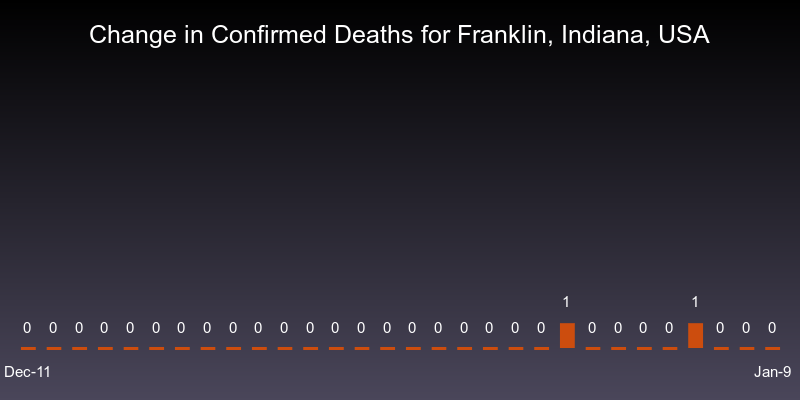 Change in Confirmed Deaths for Franklin, Indiana, USA
1 1
0 0 0 0 0 0 0 0 0 0 0 0 0 0 0 0 0 0 0 0 0 0 0 0 0 0 0 0
Dec-11 Jan-9